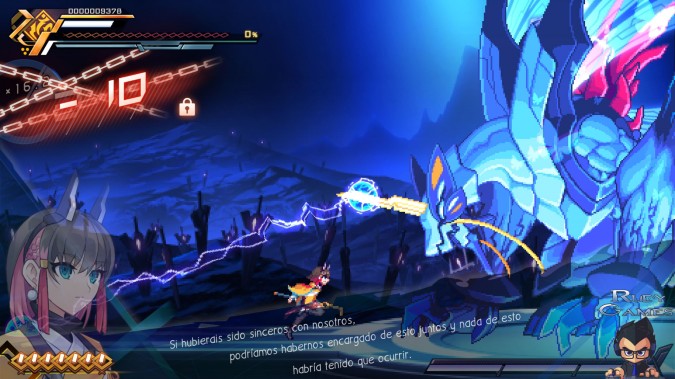 0000009378
0%
- 10
Si hubierais sido sinceros con nosotros,
podríamos habernos encargado de esto juntos y nada de esto
habría tenido que ocurrir.
Ruby
Games